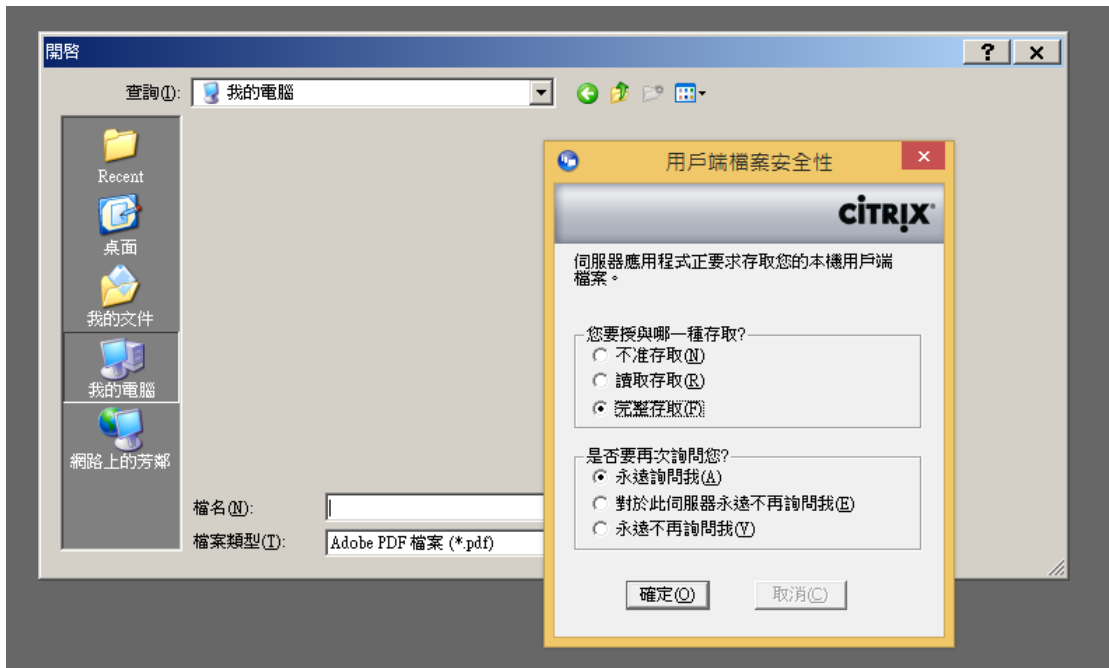 開啓
查詢(I):
我的電腦
Recent
桌面
我的文件
我的電腦
網路上的芳鄰
檔名(N):
檔案類型(T):
Adobe PDF 檔案 (*.pdf)
用戶端檔案安全性
CITRIX
伺服器應用程式正要求存取您的本機用戶端
檔案。
您要授與哪一種存取?
不准存取(N)
讀取存取(R)
完整存取(F)
是否要再次詢問您?
永遠詢問我(A)
對於此伺服器永遠不再詢問我(E)
永遠不再詢問我(V)
確定(O)
取消(C)